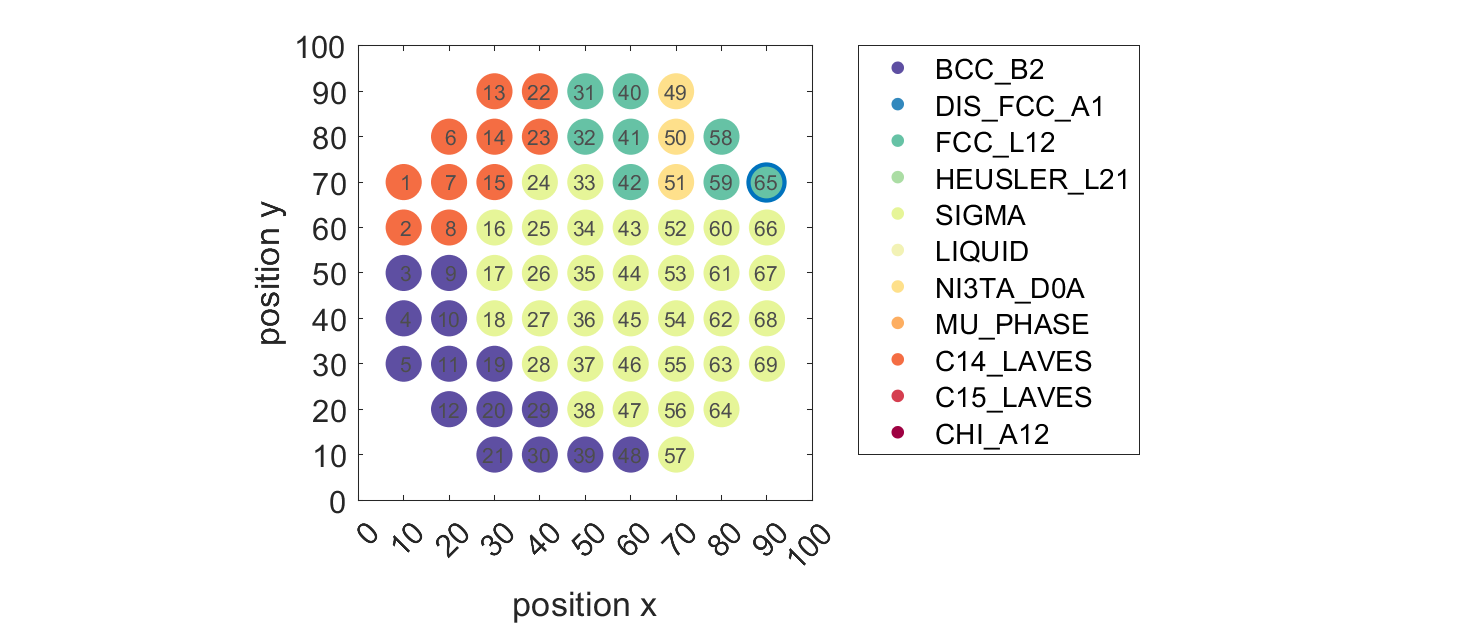 100
90
80
70
60
50
40
30
20
10
0
position y
13 22 31 40 49
6 14 23 32 41 50 58
1 7 15 24 33 42 51 59 65
2 8 16 25 34 43 52 60 66
3 9 17 26 35 44 53 61 67
4 10 18 27 36 45 54 62 68
5 11 19 28 37 46 55 63 69
12 20 29 38 47 56 64
21 30 39 48 57
0 10 20 30 40 50 60 70 80 90 100
position x
BCC_B2
DIS_FCC_A1
FCC_L12
HEUSLER_L21
SIGMA
LIQUID
NI3TA_D0A
MU_PHASE
C14_LAVES
C15_LAVES
CHI_A12